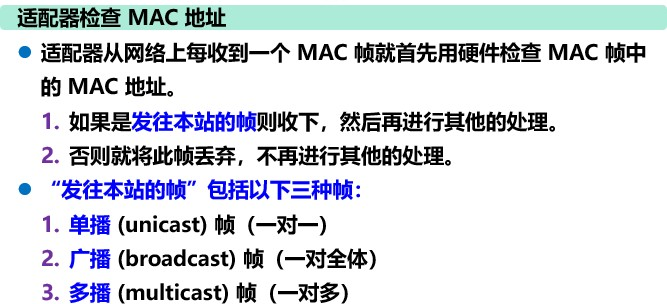 适配器检查 MAC 地址
● 适配器从网络上每收到一个 MAC 帧就首先用硬件检查 MAC 帧中
的 MAC 地址。
1. 如果是发往本站的帧则收下，然后再进行其他的处理。
2. 否则就将此帧丢弃，不再进行其他的处理。
● “发往本站的帧”包括以下三种帧：
1. 单播 (unicast) 帧（一对一）
2. 广播 (broadcast) 帧（一对全体）
3. 多播 (multicast) 帧（一对多）